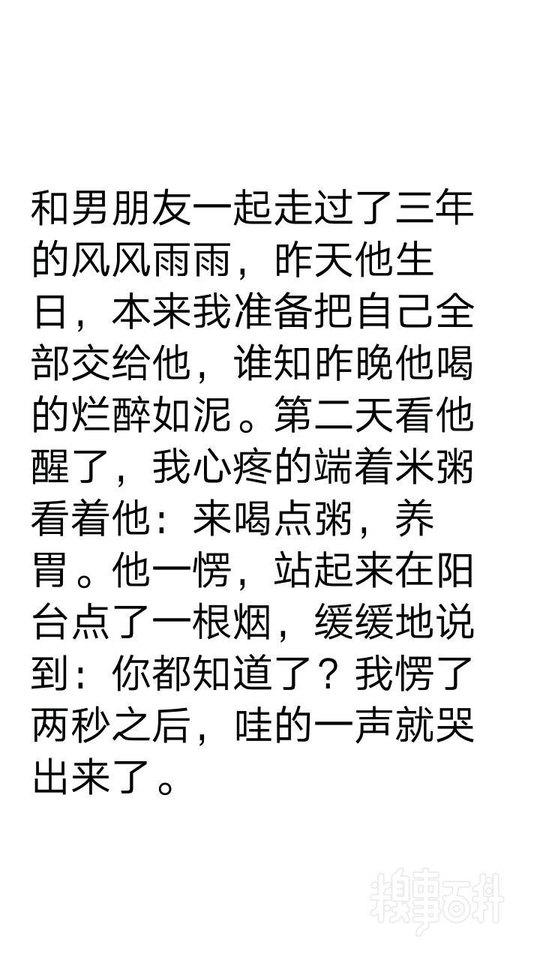 和男朋友一起走过了三年
的风风雨雨，昨天他生
日，本来我准备把自己全
部交给他，谁知昨晚他喝
的烂醉如泥。第二天看他
醒了，我心疼的端着米粥
看着他：来喝点粥，养
胃。他一愣，站起来在阳
台点了一根烟，缓缓地说
到：你都知道了？我愣了
两秒之后，哇的一声就哭
出来了。
糗事百科